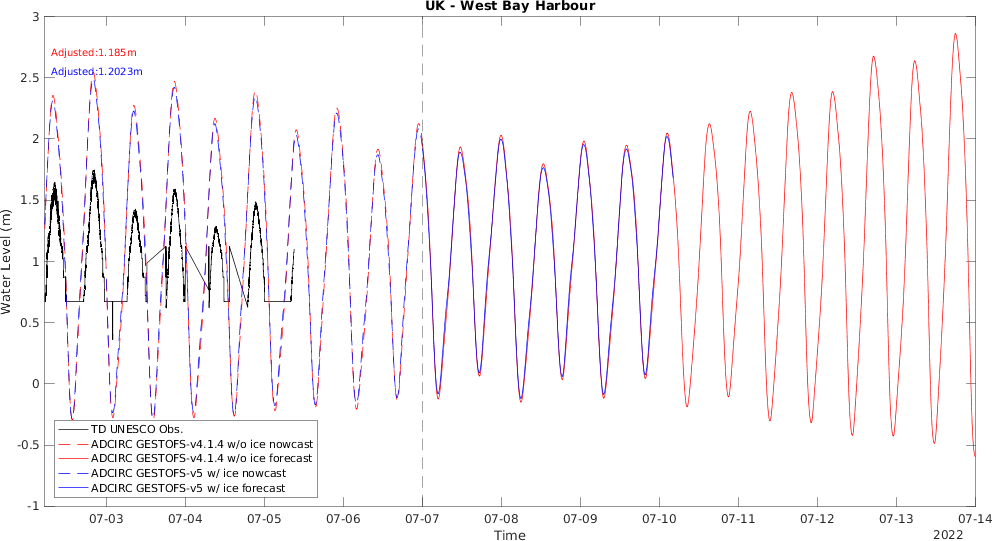 UK - West Bay Harbour
Adjusted:1.185m
Adjusted:1.2023m
3
2.5
2
1.5
1
0.5
0
-0.5
-1
Water Level (m)
TD UNESCO Obs.
ADCIRC GESTOFS-v4.1.4 w/o ice nowcast
ADCIRC GESTOFS-v4.1.4 w/o ice forecast
ADCIRC GESTOFS-v5 w/ ice nowcast
ADCIRC GESTOFS-v5 w/ ice forecast
07-03 07-04 07-05 07-06 07-07 07-08 07-09 07-10 07-11 07-12 07-13 07-14
Time
2022